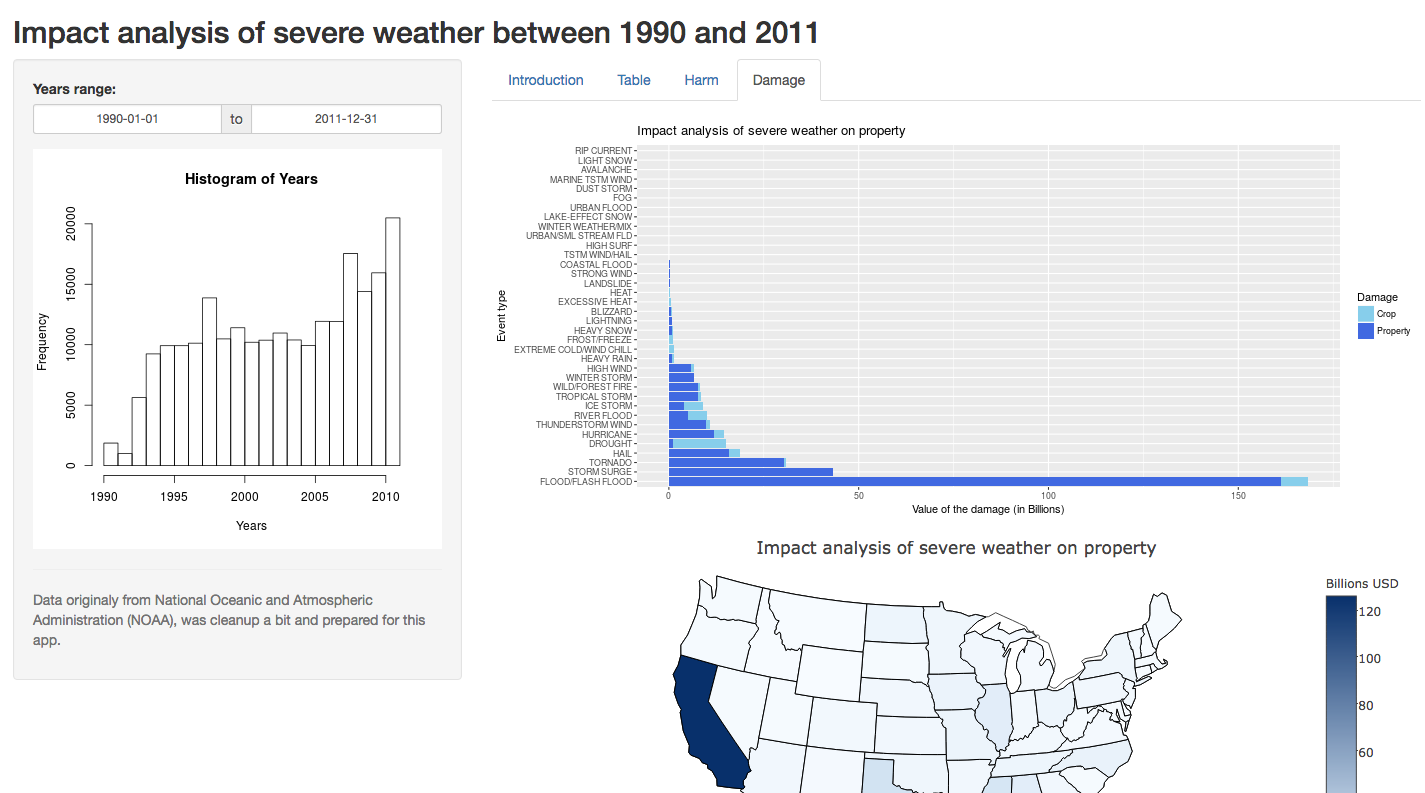 Impact analysis of severe weather between 1990 and 2011
Years range:
1990-01-01 to 2011-12-31
Histogram of Years
Frequency
20000
15000
10000
5000
0
1990 1995 2000 2005 2010
Years
Data originaly from National Oceanic and Atmospheric
Administration (NOAA), was cleanup a bit and prepared for this
app.
Introduction Table Harm Damage
Impact analysis of severe weather on property
Event type
RIP CURRENT
LIGHT SNOW
AVALANCHE
MARINE TSTM WIND
DUST STORM
FOG
URBAN FLOOD
LAKE-EFFECT SNOW
WINTER WEATHER/MIX
URBAN/SML STREAM FLD
HIGH SURF
TSTM WIND/HAIL
COASTAL FLOOD
STRONG WIND
LANDSLIDE
HEAT
EXCESSIVE HEAT
BLIZZARD
LIGHTNING
HEAVY SNOW
FROST/FREEZE
EXTREME COLD/WIND CHILL
HEAVY RAIN
HIGH WIND
WINTER STORM
WILD/FOREST FIRE
TROPICAL STORM
ICE STORM
RIVER FLOOD
THUNDERSTORM WIND
HURRICANE
DROUGHT
HAIL
TORNADO
STORM SURGE
FLOOD/FLASH FLOOD
0 50 100 150
Value of the damage (in Billions)
Damage
Crop
Property
Impact analysis of severe weather on property
Billions USD
120
100
80
60